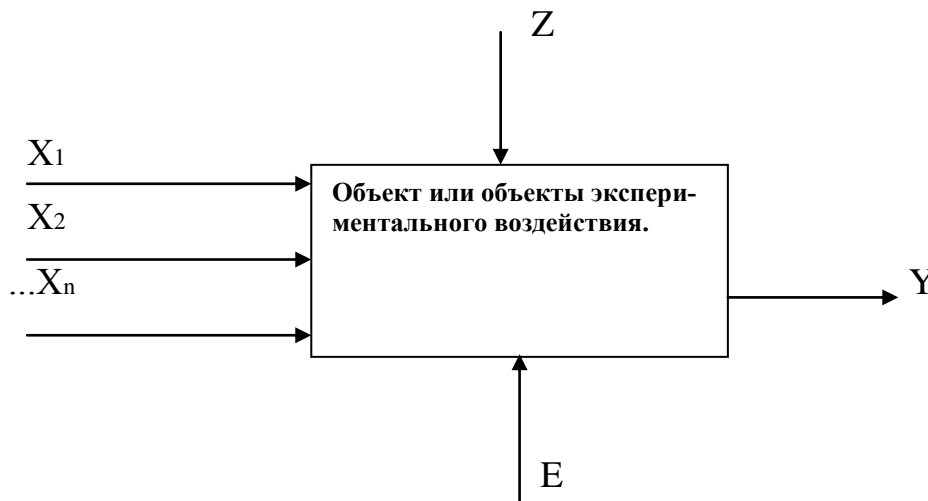 Z
X1
Объект или объекты экспери-
ментального воздействия.
X2
...Xn
Y
E